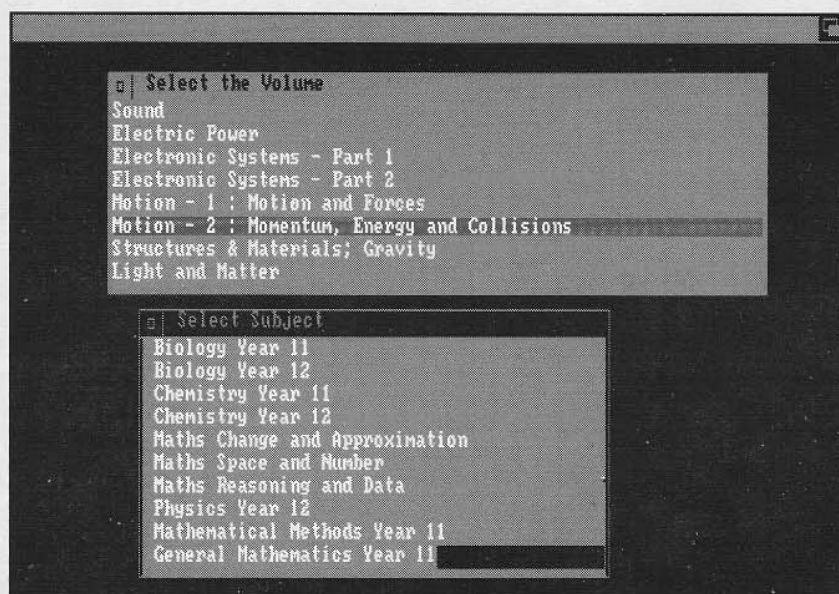 Select the Volume
Sound
Electric Power
Electronic Systems - Part 1
Electronic Systems - Part 2
Motion - 1 : Motion and Forces
Motion - 2 : Momentum, Energy and Collisions
Structures & Materials; Gravity
Light and Matter
Select Subject
Biology Year 11
Biology Year 12
Chemistry Year 11
Chemistry Year 12
Maths Change and Approximation
Maths Space and Number
Maths Reasoning and Data
Physics Year 12
Mathematical Methods Year 11
General Mathematics Year 11